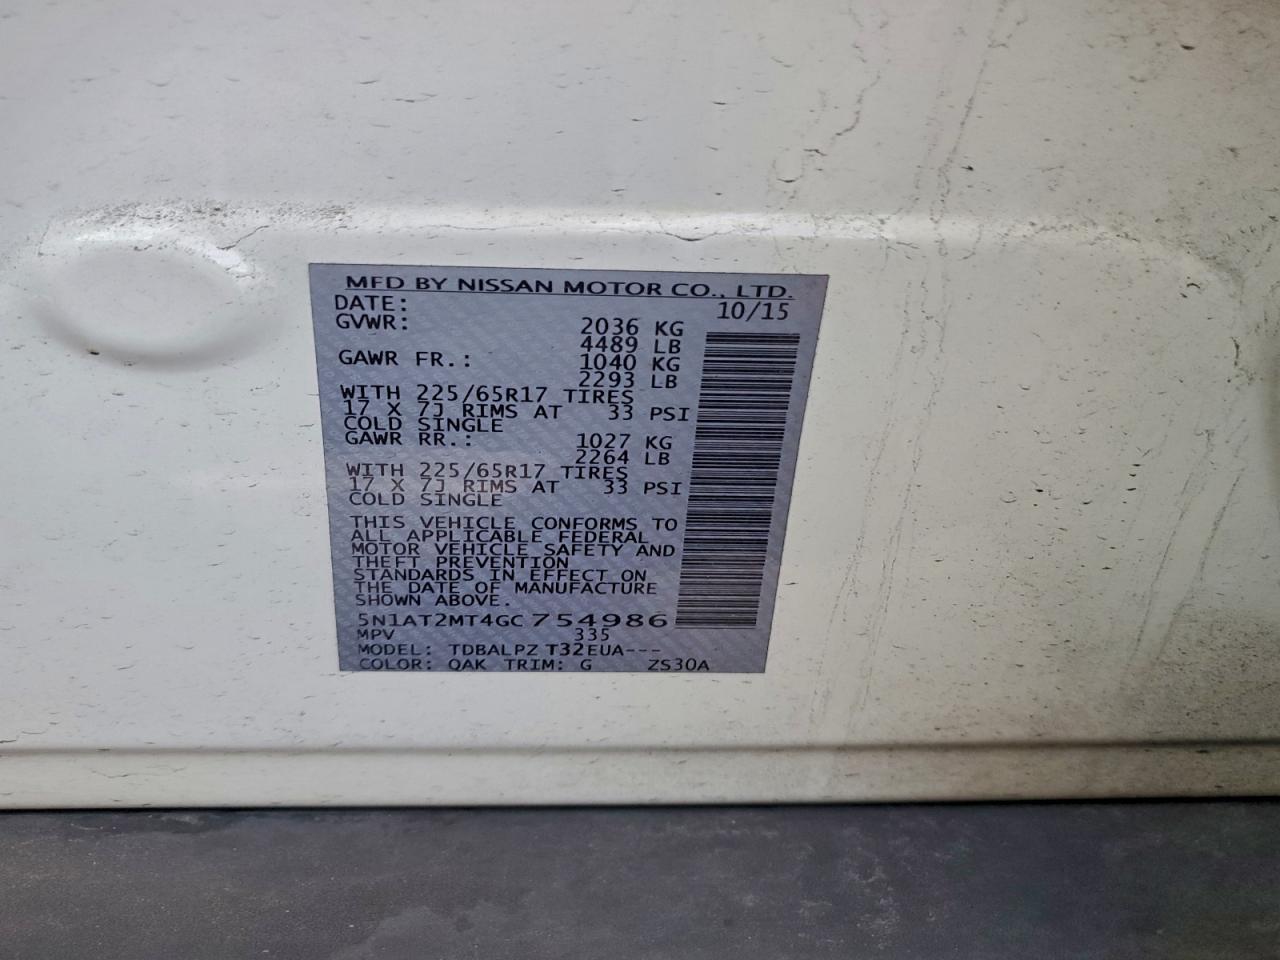 MFD BY NISSAN MOTOR CO., LTD.
DATE: 10/15
GVWR: 2036 KG
4489 LB
GAWR FR.: 1040 KG
2293 LB
WITH 225/65R17 TIRES
17 X 7J RIMS AT 33 PSI
COLD SINGLE
GAWR RR.: 1027 KG
2264 LB
WITH 225/65R17 TIRES
17 X 7J RIMS AT 33 PSI
COLD SINGLE
THIS VEHICLE CONFORMS TO
ALL APPLICABLE FEDERAL
MOTOR VEHICLE SAFETY AND
THEFT PREVENTION
STANDARDS IN EFFECT ON
THE DATE OF MANUFACTURE
SHOWN ABOVE.
5N1AT2MT4GC754986
MPV 335
MODEL: TDBALPZ T32EUA---
COLOR: QAK TRIM: G ZS30A